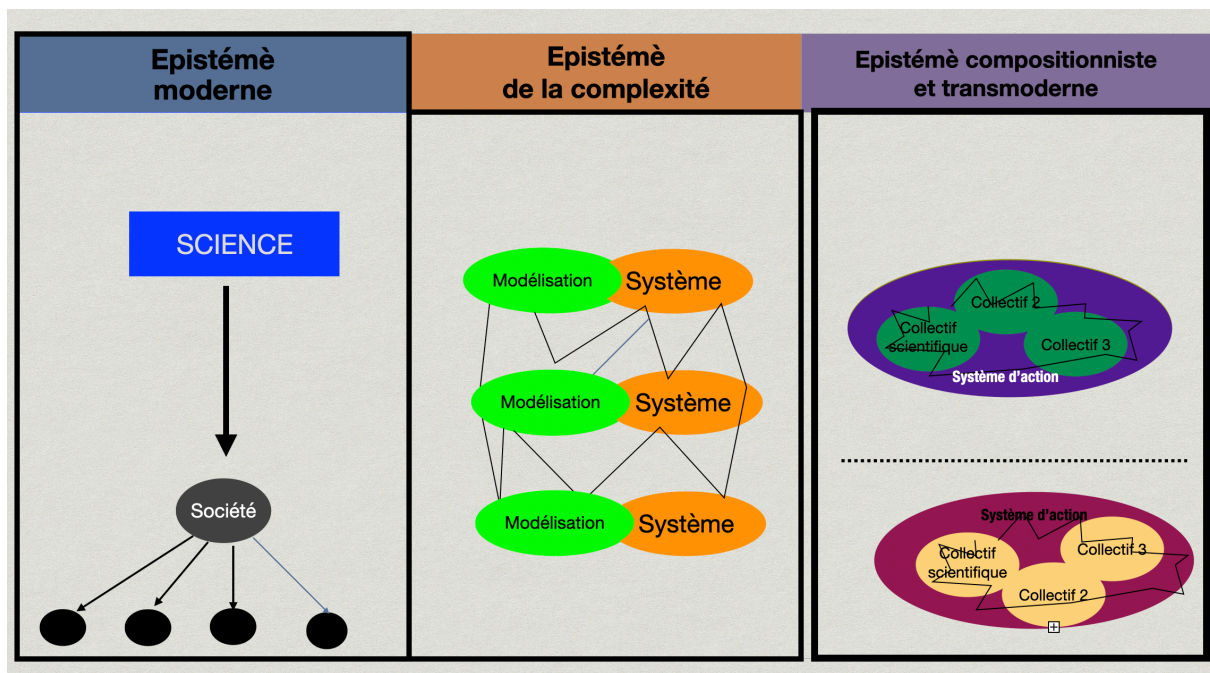 Epistémè
moderne
Epistémè
de la complexité
Epistémè compositionniste
et transmoderne
SCIENCE
Société
Modélisation
Système
Modélisation
Système
Modélisation
Système
Collectif 2
Collectif
scientifique
Collectif 3
Système d'action
Système d'action
Collectif
scientifique
Collectif 3
Collectif 2